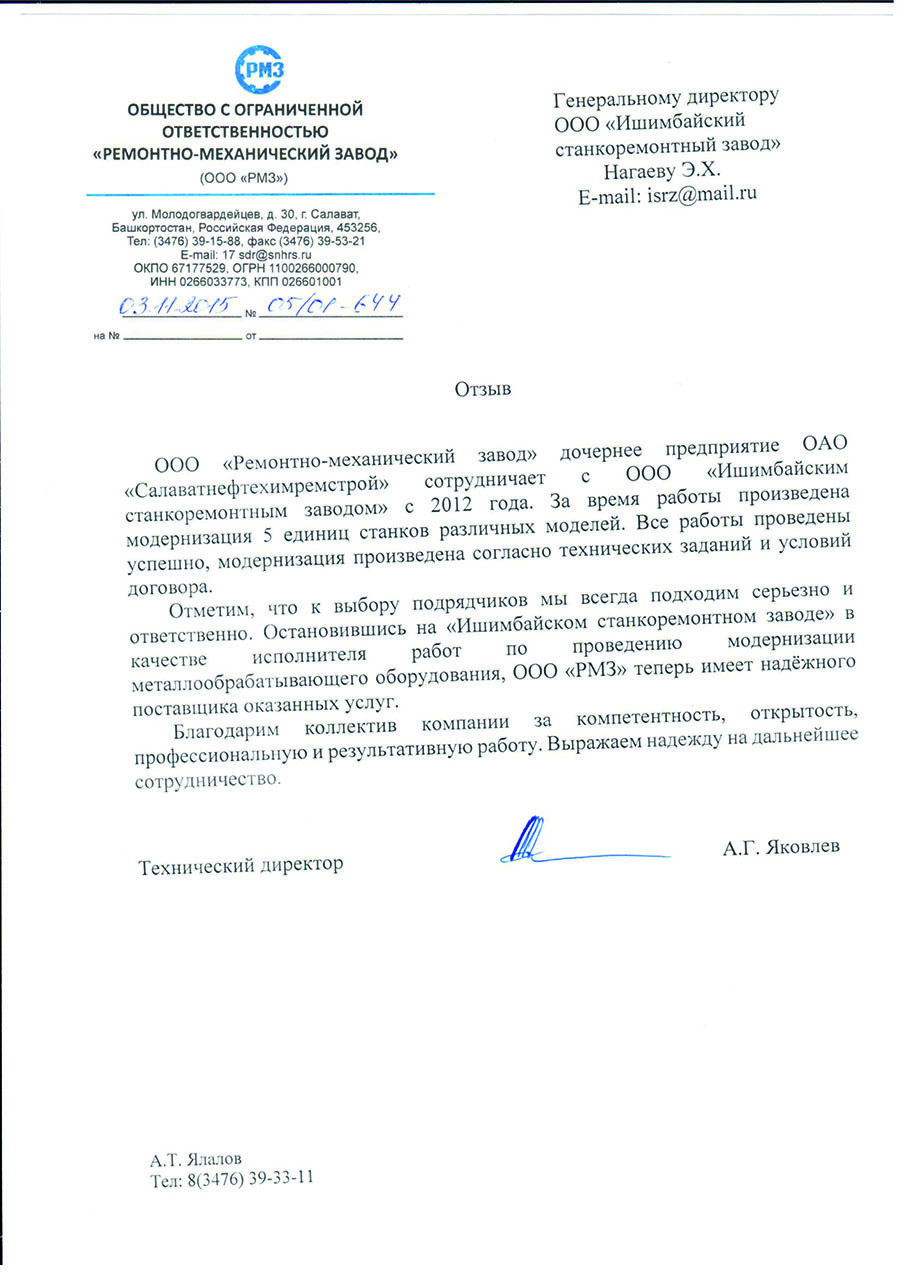 РМЗ
ОБЩЕСТВО С ОГРАНИЧЕННОЙ
ОТВЕТСТВЕННОСТЬЮ
«РЕМОНТНО-МЕХАНИЧЕСКИЙ ЗАВОД»
(ООО «РМЗ»)
ул. Молодогвардейцев, д. 30, г. Салават,
Башкортостан, Российская Федерация, 453256,
Тел: (3476) 39-15-88, факс (3476) 39-53-21
E-mail: 17 sdr@snhrs.ru
ОКПО 67177529, ОГРН 1100266000790,
ИНН 0266033773, КПП 026601001
03.11.2015 № 05/01-644
на № от
Генеральному директору
ООО «Ишимбайский
станкоремонтный завод»
Нагаеву Э.Х.
E-mail: isrz@mail.ru
Отзыв
ООО «Ремонтно-механический завод» дочернее предприятие ОАО
«Салаватнефтехимремстрой» сотрудничает с ООО «Ишимбайским
станкоремонтным заводом» с 2012 года. За время работы произведена
модернизация 5 единиц станков различных моделей. Все работы проведены
успешно, модернизация произведена согласно технических заданий и условий
договора.
Отметим, что к выбору подрядчиков мы всегда подходим серьезно и
ответственно. Остановившись на «Ишимбайском станкоремонтном заводе» в
качестве исполнителя работ по проведению модернизации
металлообрабатывающего оборудования, ООО «РМЗ» теперь имеет надёжного
поставщика оказанных услуг.
Благодарим коллектив компании за компетентность, открытость,
профессиональную и результативную работу. Выражаем надежду на дальнейшее
сотрудничество.
Технический директор А.Г. Яковлев
А.Т. Ялалов
Тел: 8(3476) 39-33-11